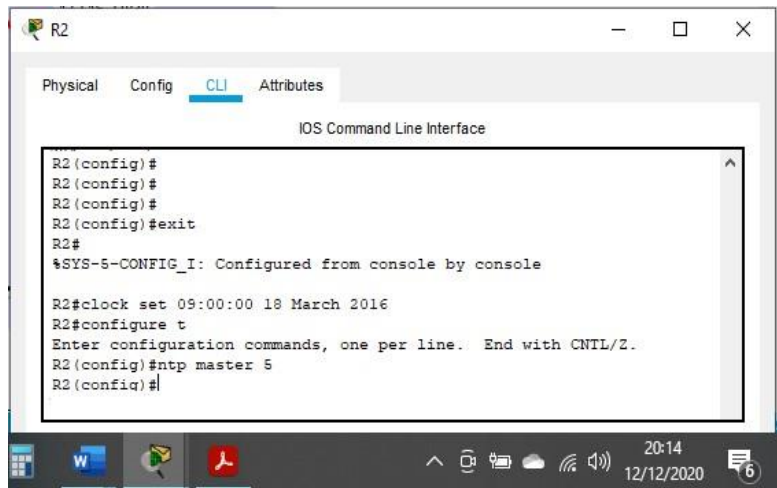 R2
Physical Config CLI Attributes
IOS Command Line Interface
R2(config)#
R2(config)#
R2(config)#
R2(config)#exit
R2#
%SYS-5-CONFIG_I: Configured from console by console
R2#clock set 09:00:00 18 March 2016
R2#configure t
Enter configuration commands, one per line. End with CNTL/Z.
R2(config)#ntp master 5
R2(config)#
20:14
12/12/2020
6